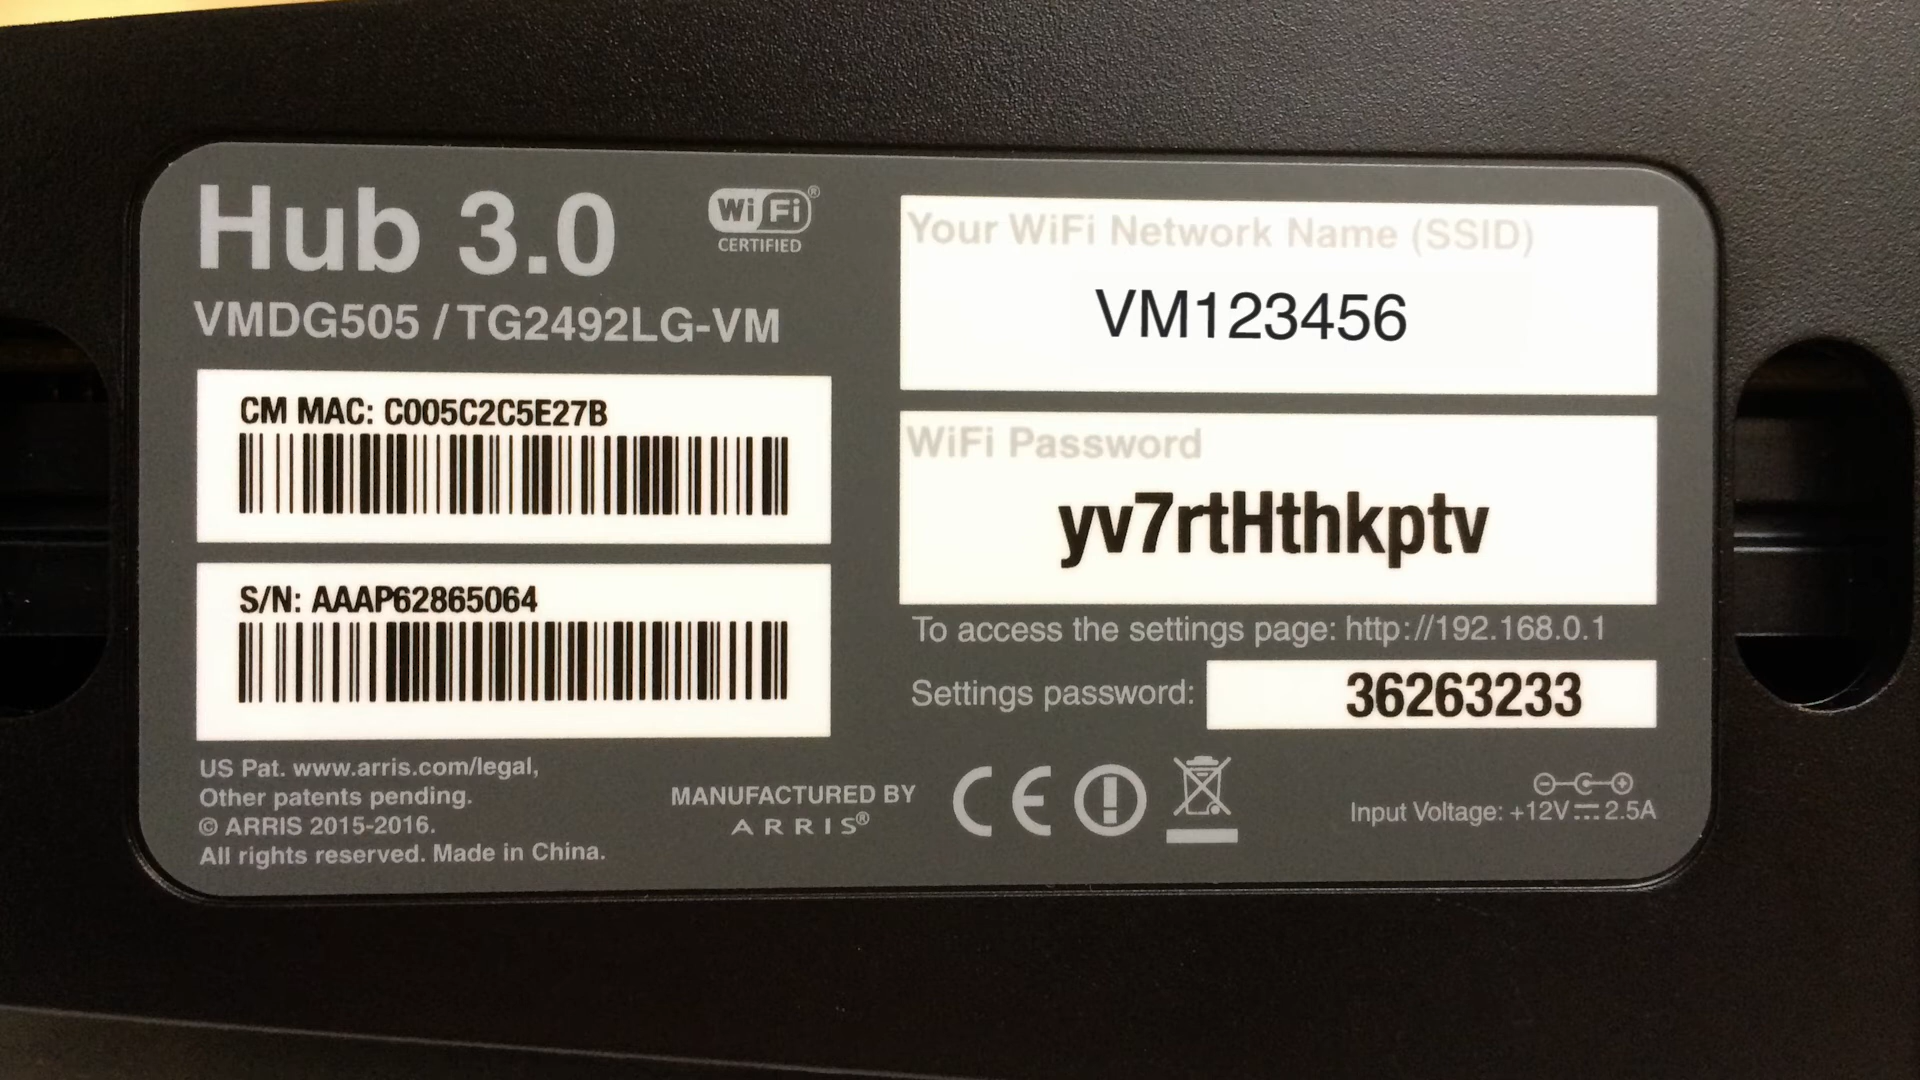 Hub 3.0
WiFi®
CERTIFIED
VMDG505 / TG2492LG-VM
CM MAC: C005C2C5E27B
S/N: AAAP62865064
US Pat. www.arris.com/legal,
Other patents pending.
© ARRIS 2015-2016.
All rights reserved. Made in China.
MANUFACTURED BY
ARRIS®
Your WiFi Network Name (SSID)
VM123456
WiFi Password
yv7rtHthkptv
To access the settings page: http://192.168.0.1
Settings password: 36263233
CE
Input Voltage: +12V⎓2.5A